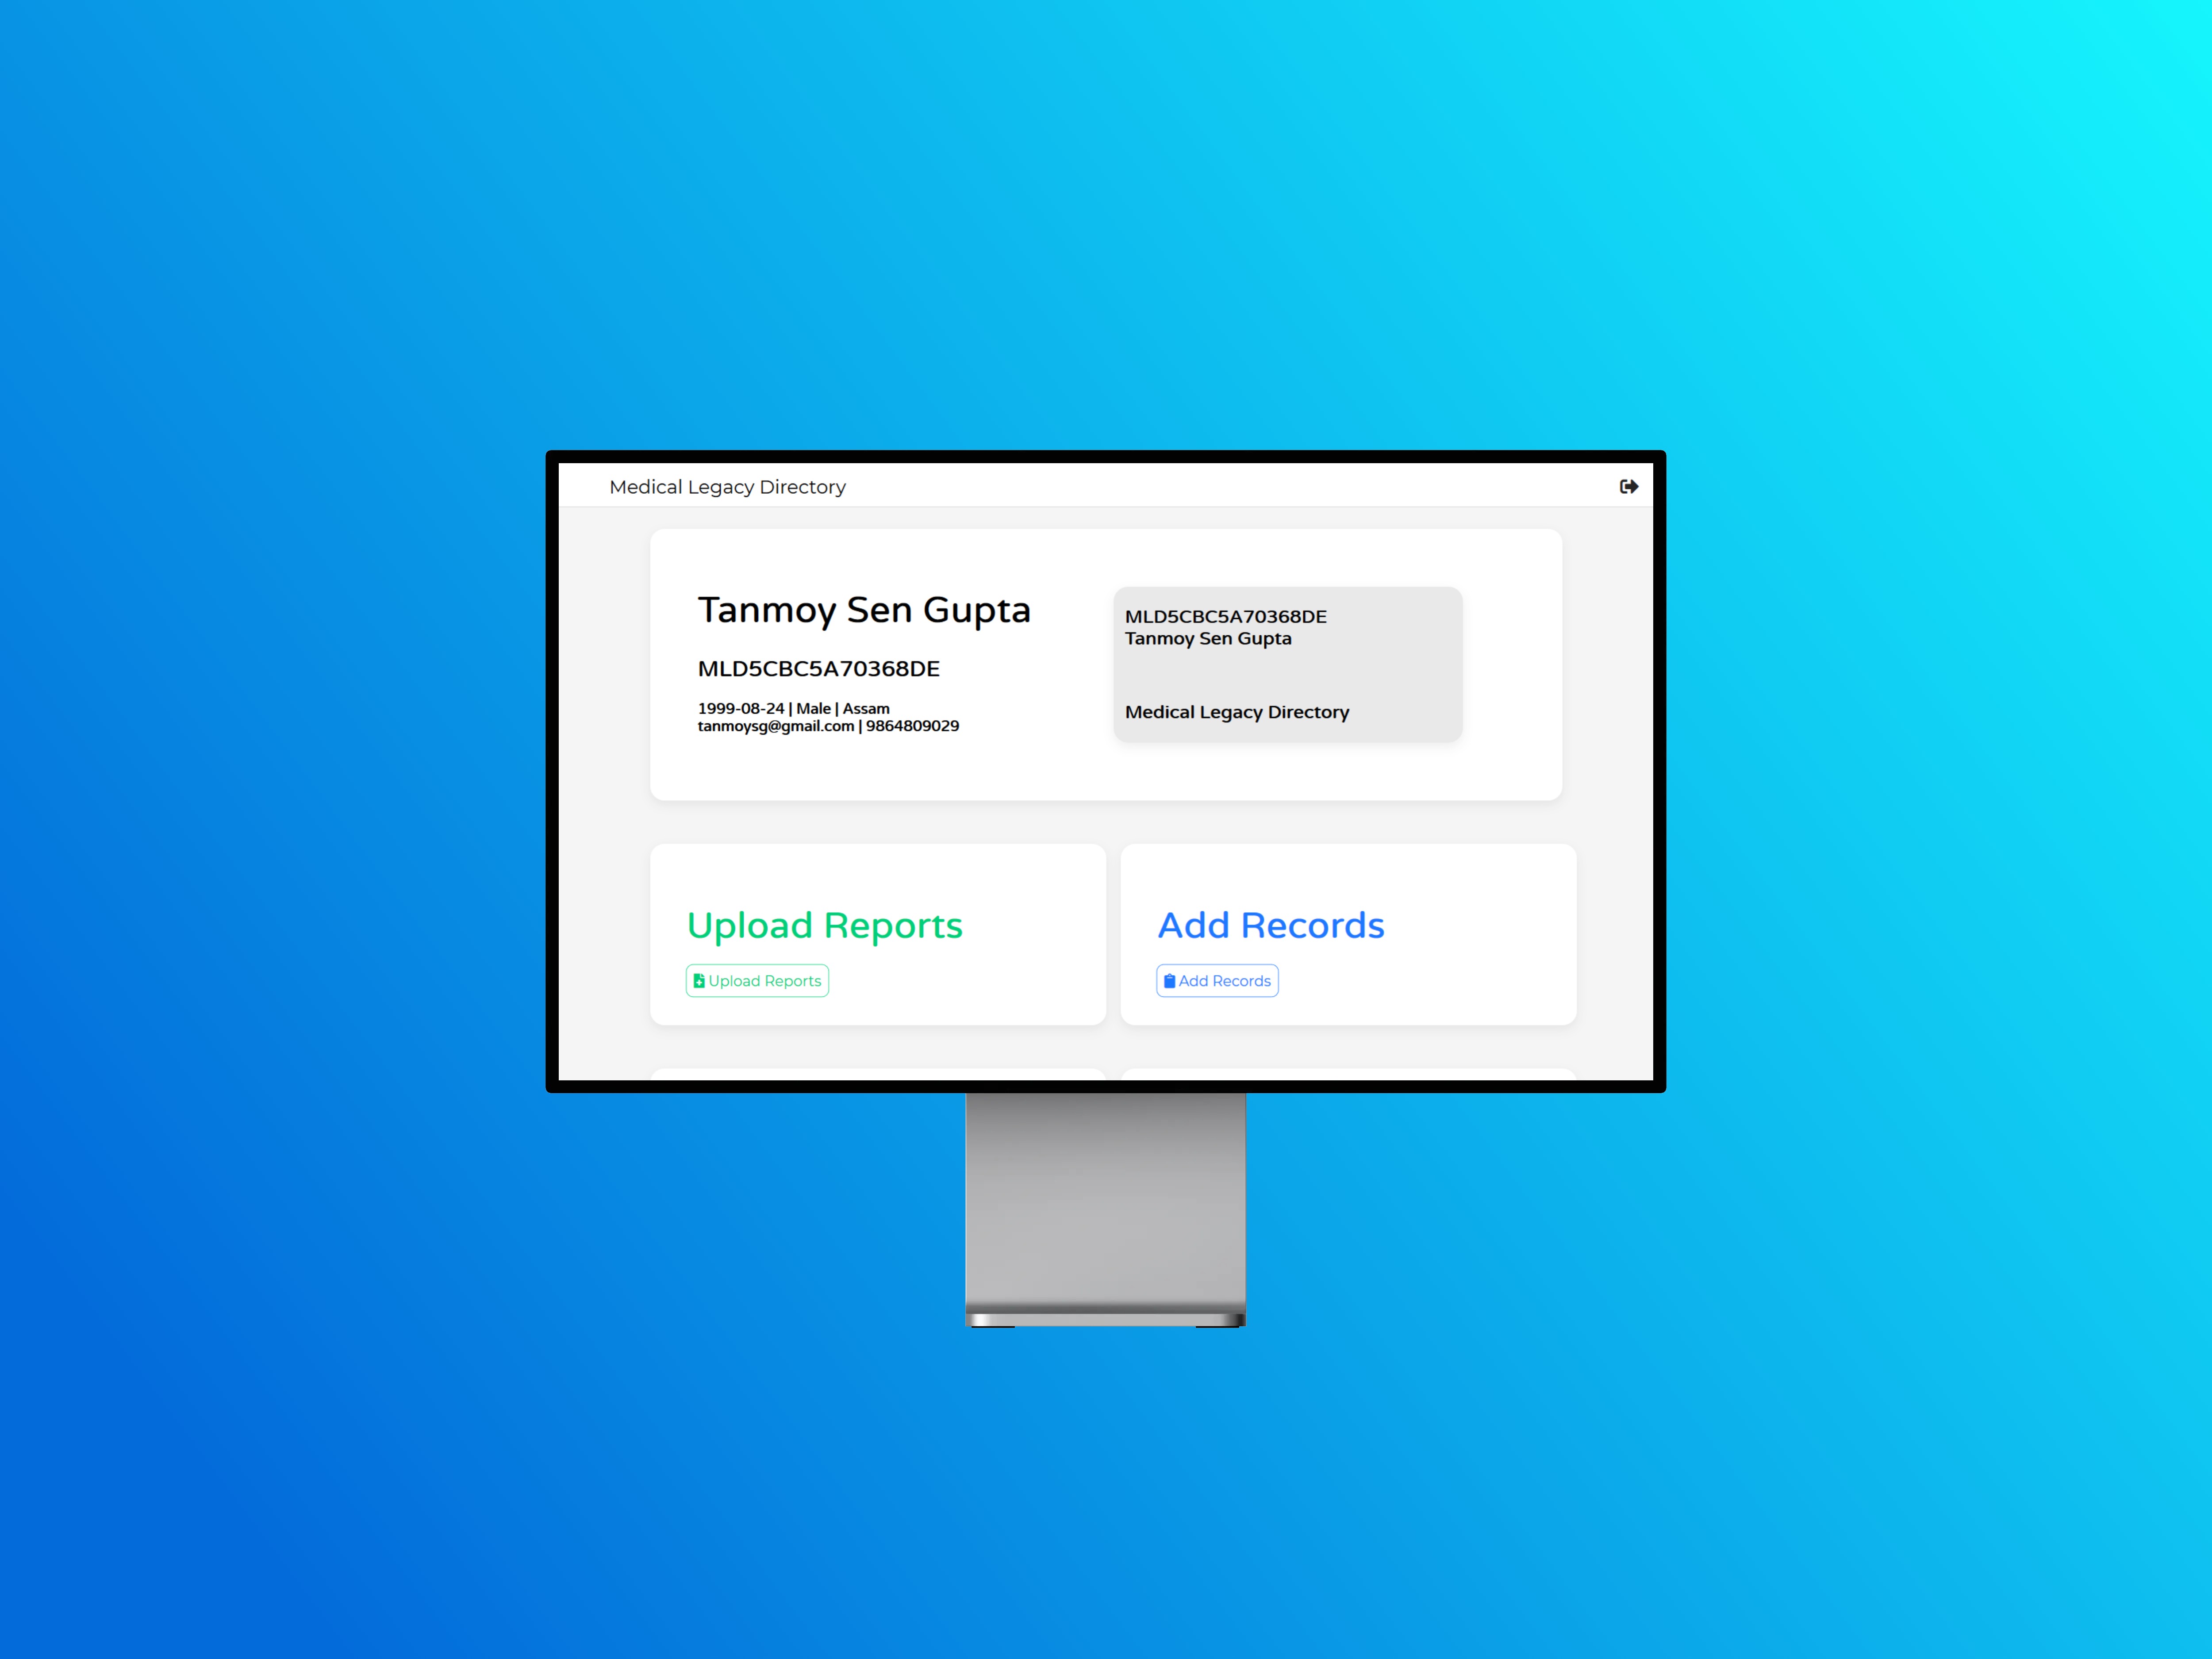 Medical Legacy Directory
Tanmoy Sen Gupta
MLD5CBC5A70368DE
1999-08-24 | Male | Assam
tanmoysg@gmail.com | 9864809029
MLD5CBC5A70368DE
Tanmoy Sen Gupta
Medical Legacy Directory
Upload Reports
Upload Reports
Add Records
Add Records